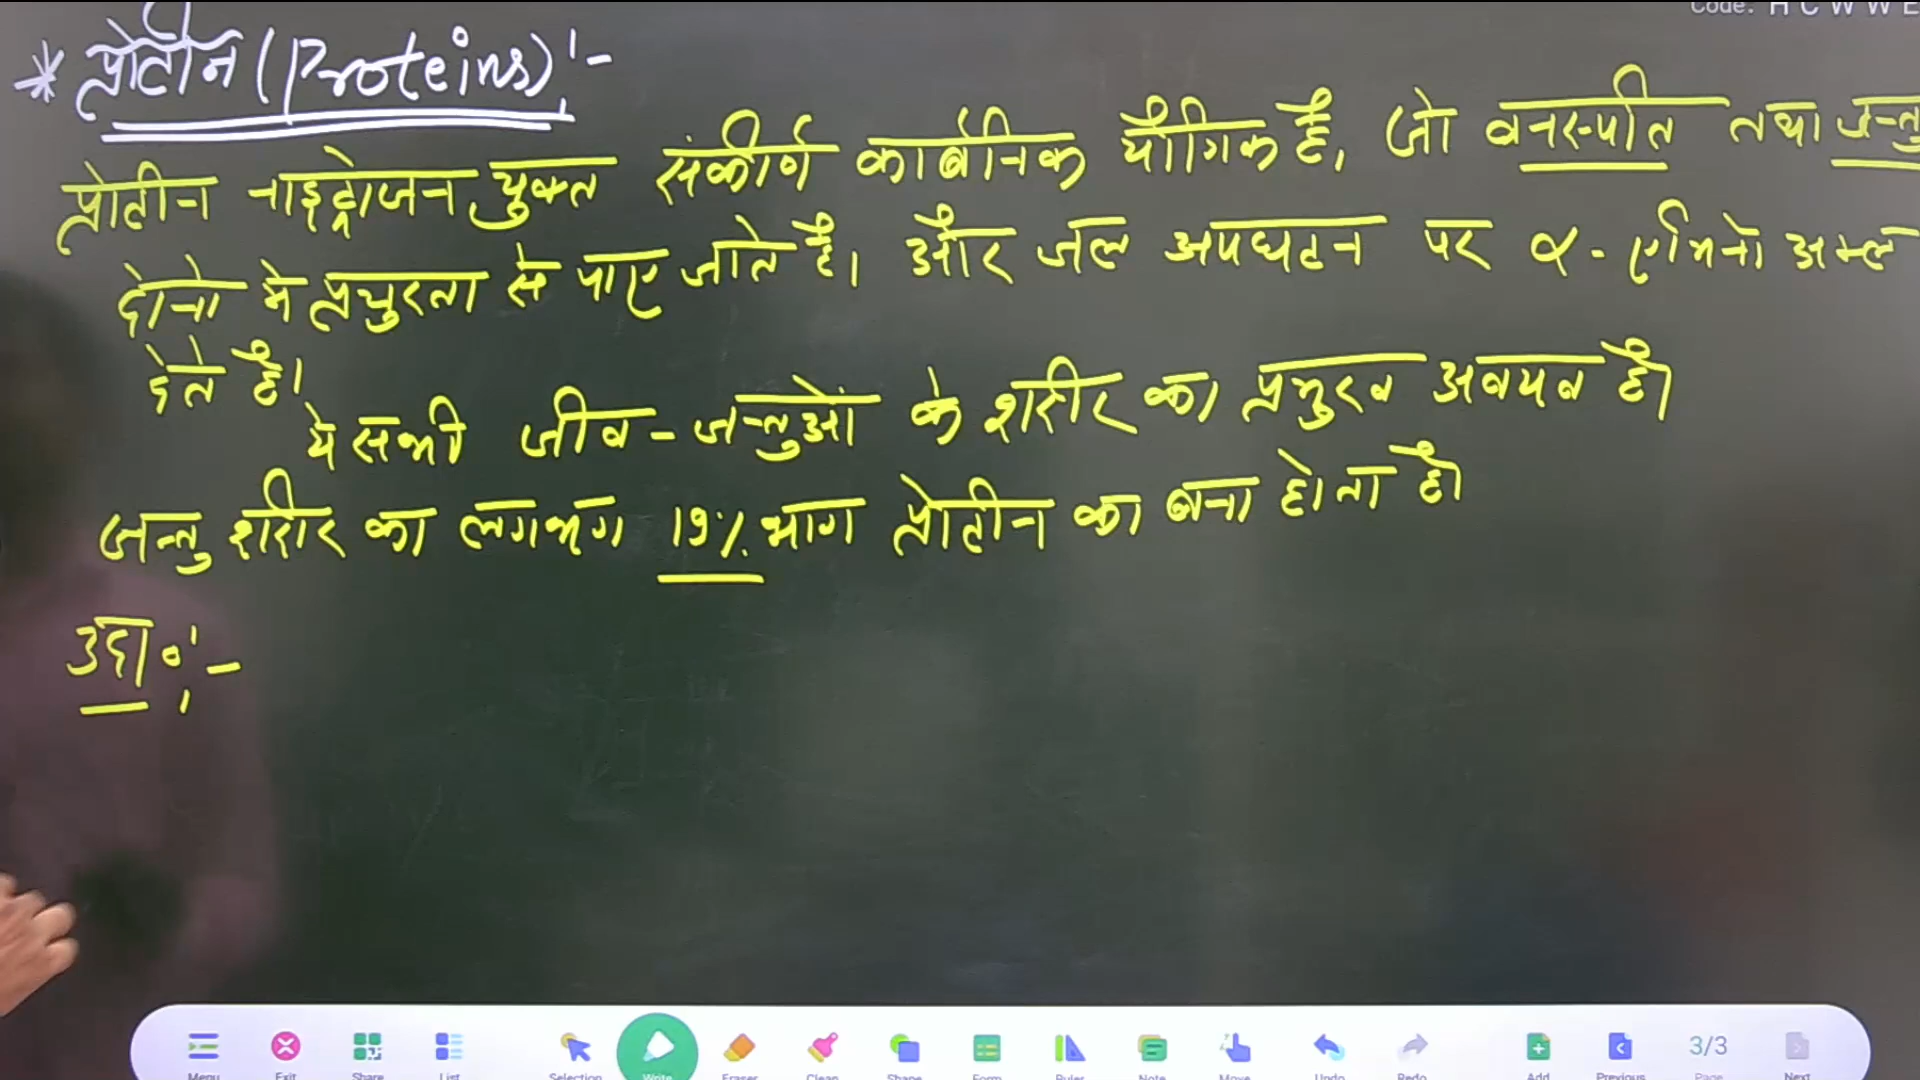 Code: H C W W E
* प्रोटीन (Proteins) :-
प्रोटीन नाइट्रोजन युक्त संकीर्ण कार्बनिक यौगिक हैं, जो वनस्पति तथा जन्तु
दोनो मे प्रचुरता से पाए जाते हैं। और जल अपघटन पर α - एमिनो अम्ल
देते हैं।
ये सभी जीव - जन्तुओं के शरीर का प्रमुख अवयव हैं।
जन्तु शरीर का लगभग 19% भाग प्रोटीन का बना होता है।
उदा॰ :-
Menu Exit Share List Selection Write Eraser Clean Shape Form Ruler Note Move Undo Redo Add Previous 3/3 Page Next